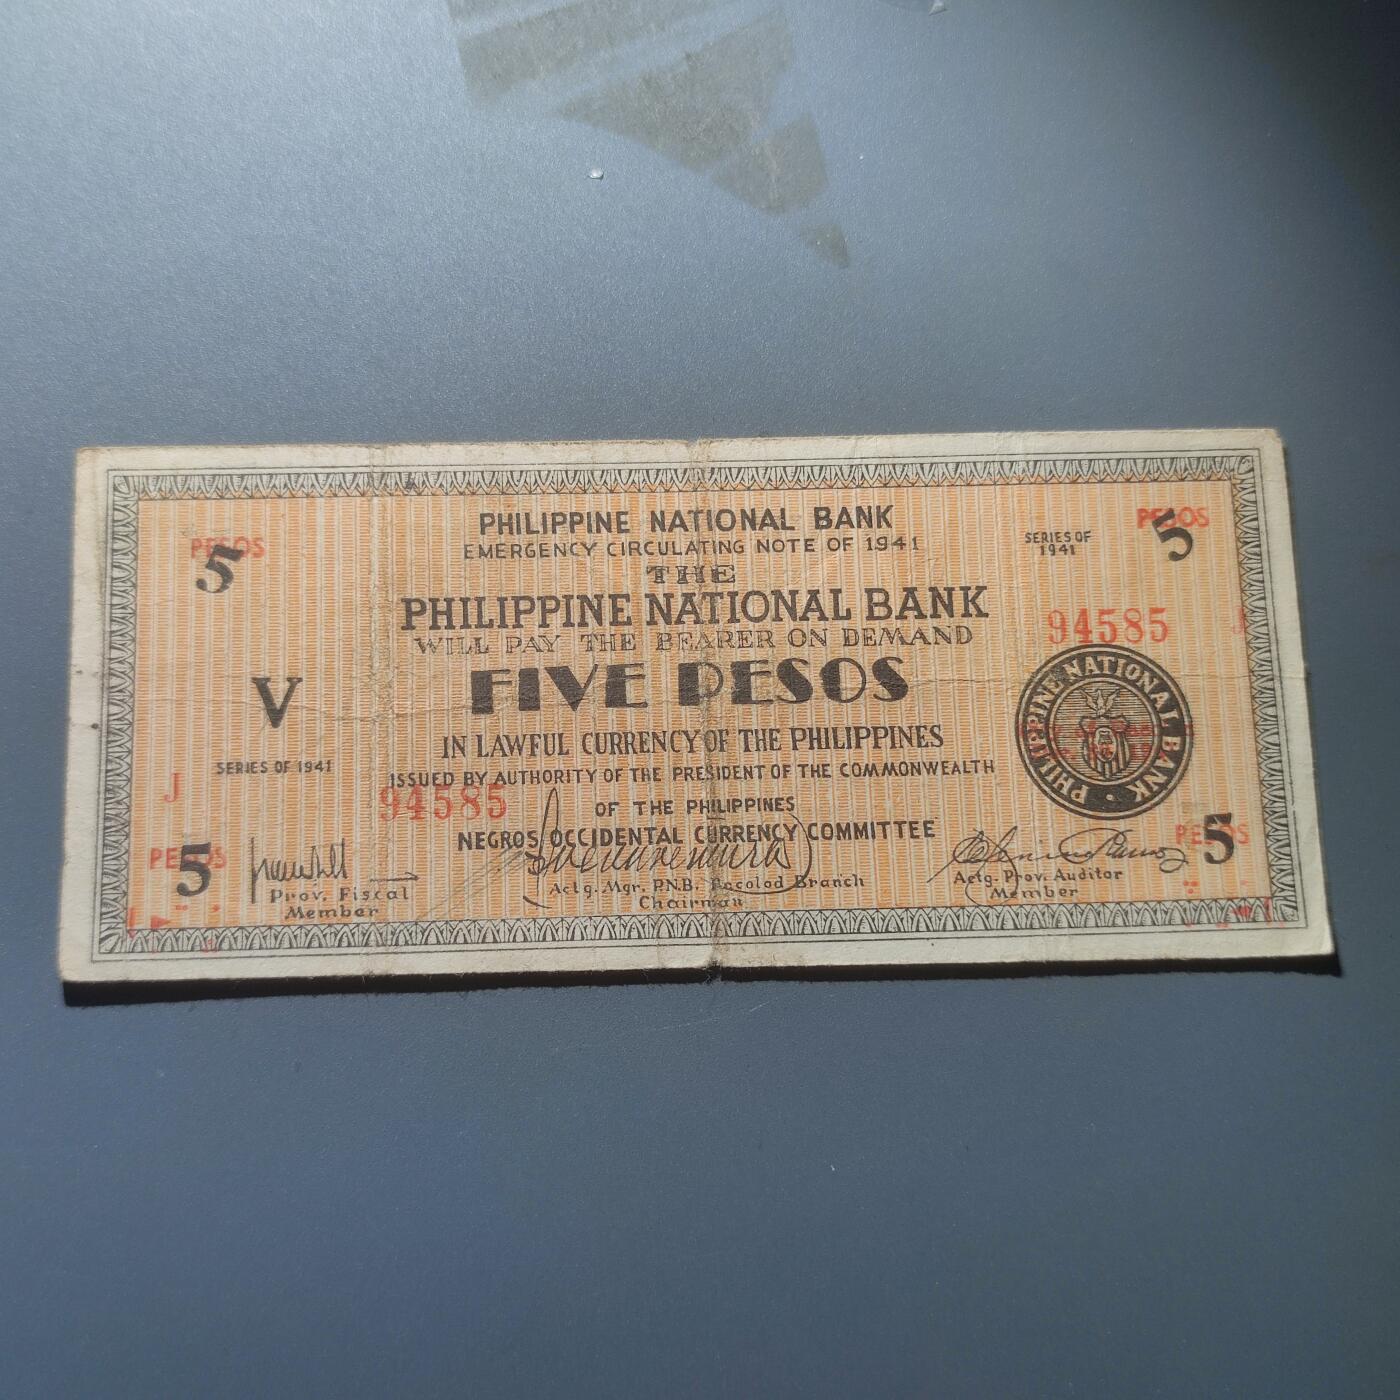 PHILIPPINE NATIONAL BANK
EMERGENCY CIRCULATING NOTE OF 1941
PESOS
5
SERIES OF
1941
PESOS
5
THE
PHILIPPINE NATIONAL BANK
WILL PAY THE BEARER ON DEMAND
94585 J
FIVE PESOS
V
PHILIPPINE NATIONAL BANK
IN LAWFUL CURRENCY OF THE PHILIPPINES
SERIES OF 1941
ISSUED BY AUTHORITY OF THE PRESIDENT OF THE COMMONWEALTH
J 94585
OF THE PHILIPPINES
NEGROS OCCIDENTAL CURRENCY COMMITTEE
PESOS
5
PESOS
5
Prov. Fiscal
Member
Actg. Mgr. P.N.B. Bacolod Branch
Chairman
Actg. Prov. Auditor
Member